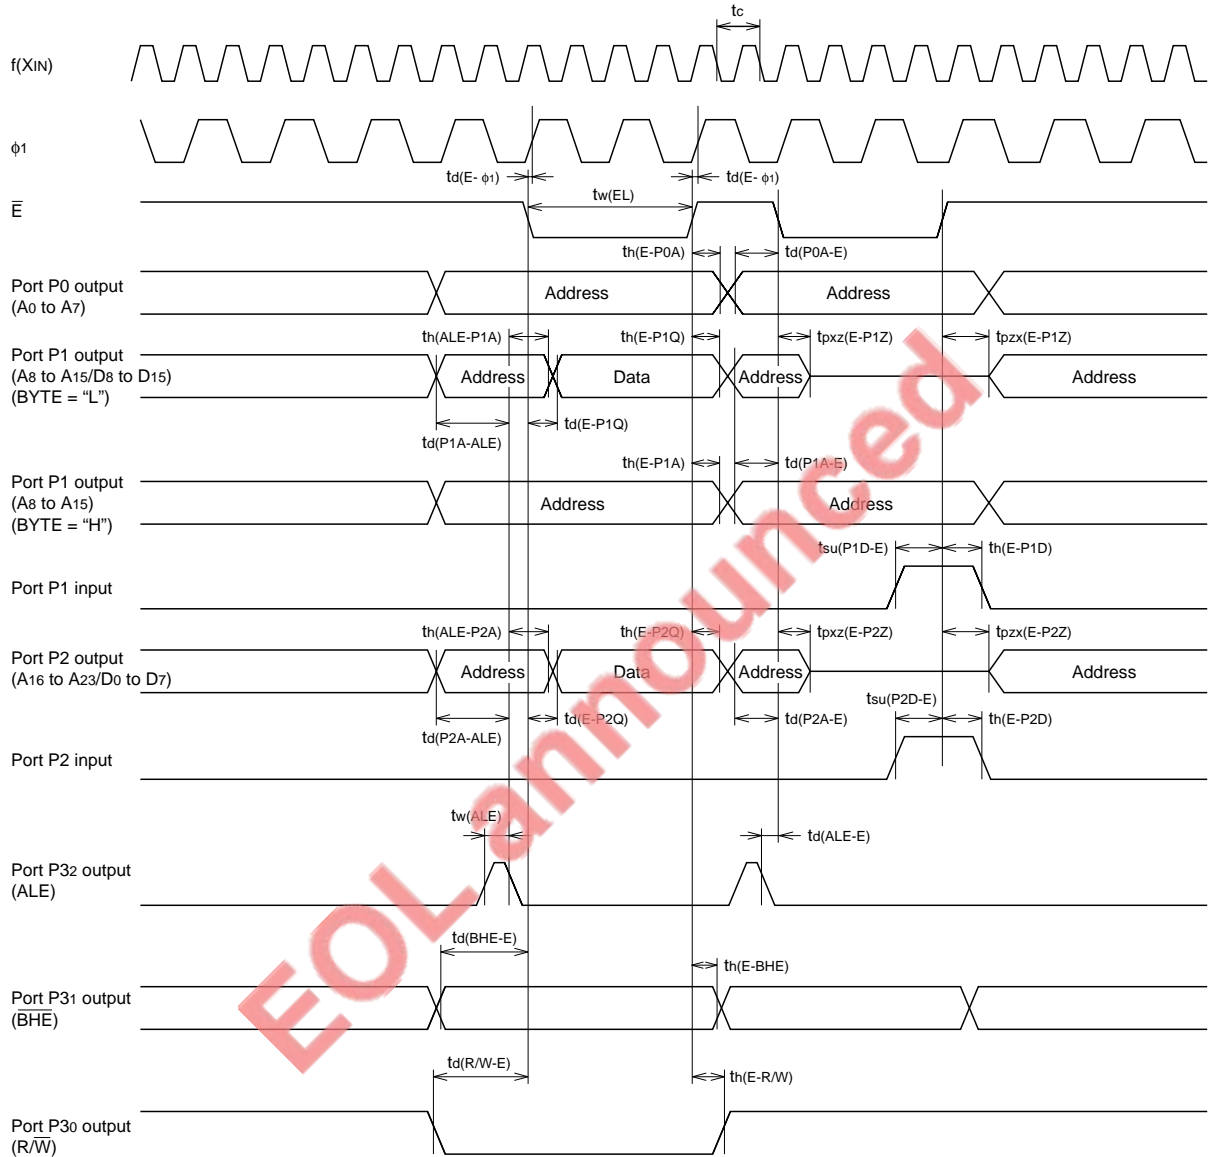 tC
f(XIN)
ϕ1
td(E- ϕ1)
tw(EL)
td(E- ϕ1)
E
th(E-P0A)
td(P0A-E)
Port P0 output
(A0 to A7)
Address
Address
th(ALE-P1A)
th(E-P1Q)
tpxz(E-P1Z)
tpzx(E-P1Z)
Port P1 output
(A8 to A15/D8 to D15)
(BYTE = “L”)
Address
Data
Address
Address
td(P1A-ALE)
td(E-P1Q)
th(E-P1A)
td(P1A-E)
Port P1 output
(A8 to A15)
(BYTE = “H”)
Address
Address
tsu(P1D-E)
th(E-P1D)
Port P1 input
th(ALE-P2A)
th(E-P2Q)
tpxz(E-P2Z)
tpzx(E-P2Z)
Port P2 output
(A16 to A23/D0 to D7)
Address
Data
Address
Address
td(P2A-ALE)
td(E-P2Q)
td(P2A-E)
tsu(P2D-E)
th(E-P2D)
Port P2 input
tw(ALE)
td(ALE-E)
Port P32 output
(ALE)
td(BHE-E)
th(E-BHE)
Port P31 output
(BHE)
td(R/W-E)
th(E-R/W)
Port P30 output
(R/W)
EOL announced